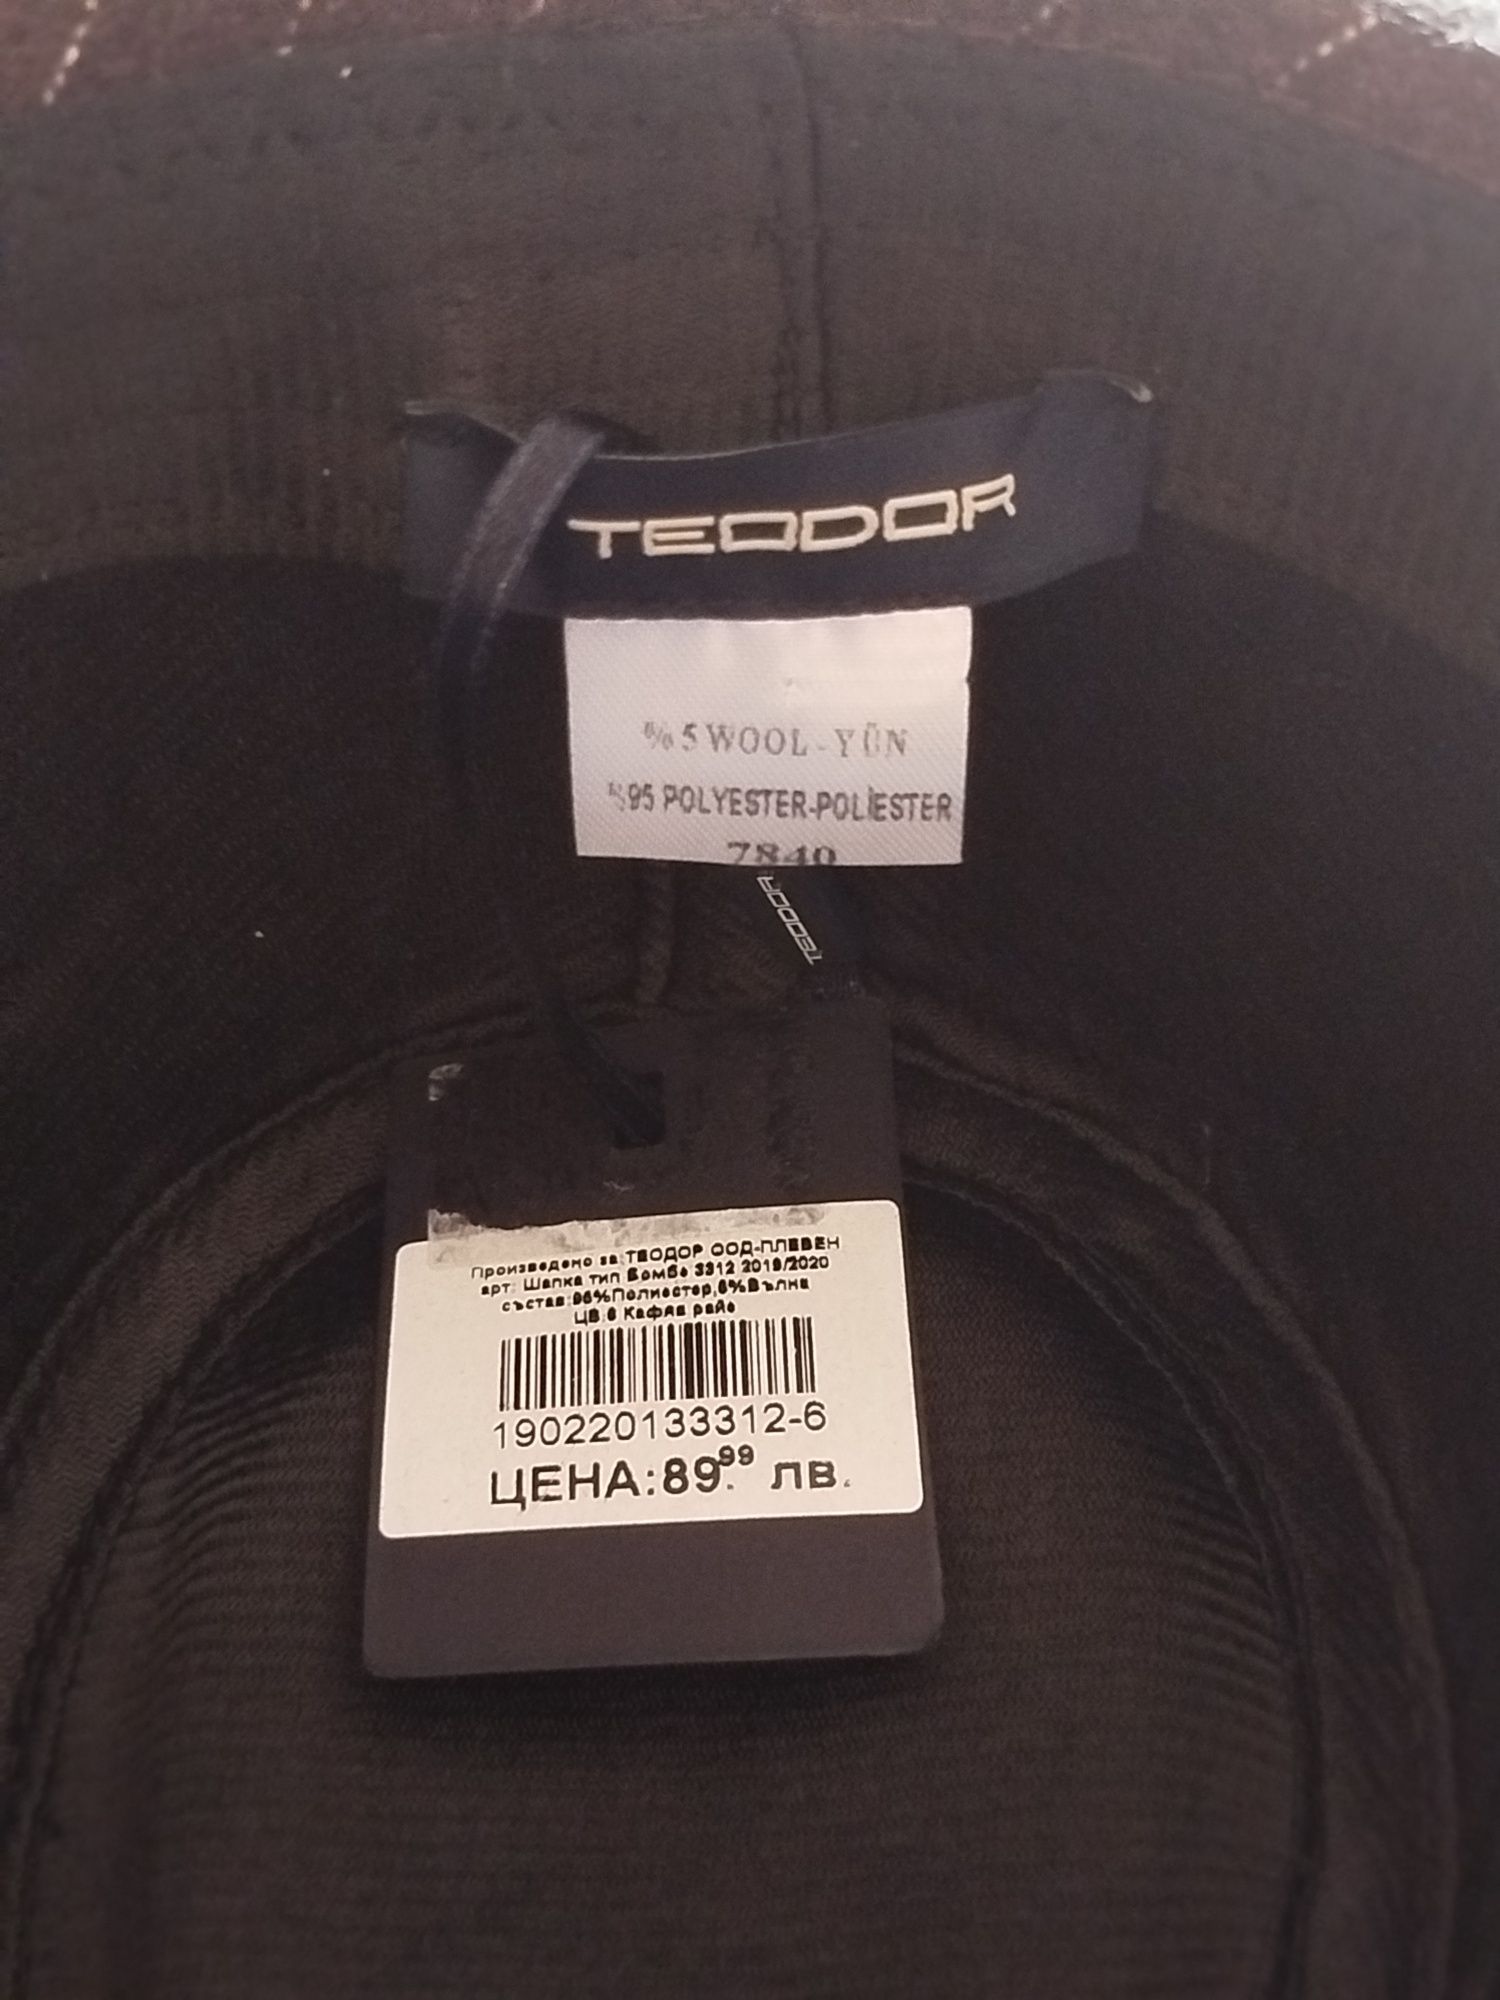 TEODOR
%5 WOOL - YÜN
%95 POLYESTER-POLİESTER
7840
TEODOR
Произведено за:ТЕОДОР ООД-ПЛЕВЕН
арт: Шапка тип Бомбе 3312 2019/2020
състав:95%Полиестер,5%Вълна
ЦВ.6 Кафяв райе
190220133312-6
ЦЕНА:89.99 лв.